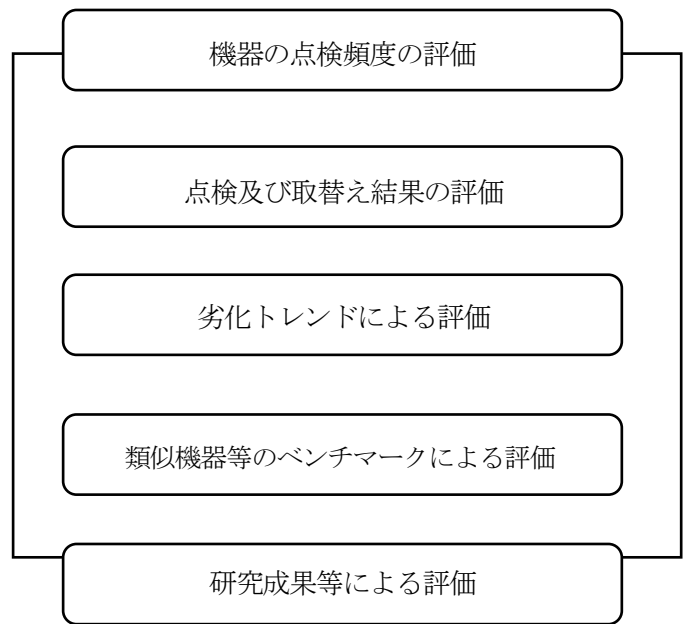 機器の点検頻度の評価
点検及び取替え結果の評価
劣化トレンドによる評価
類似機器等のベンチマークによる評価
研究成果等による評価